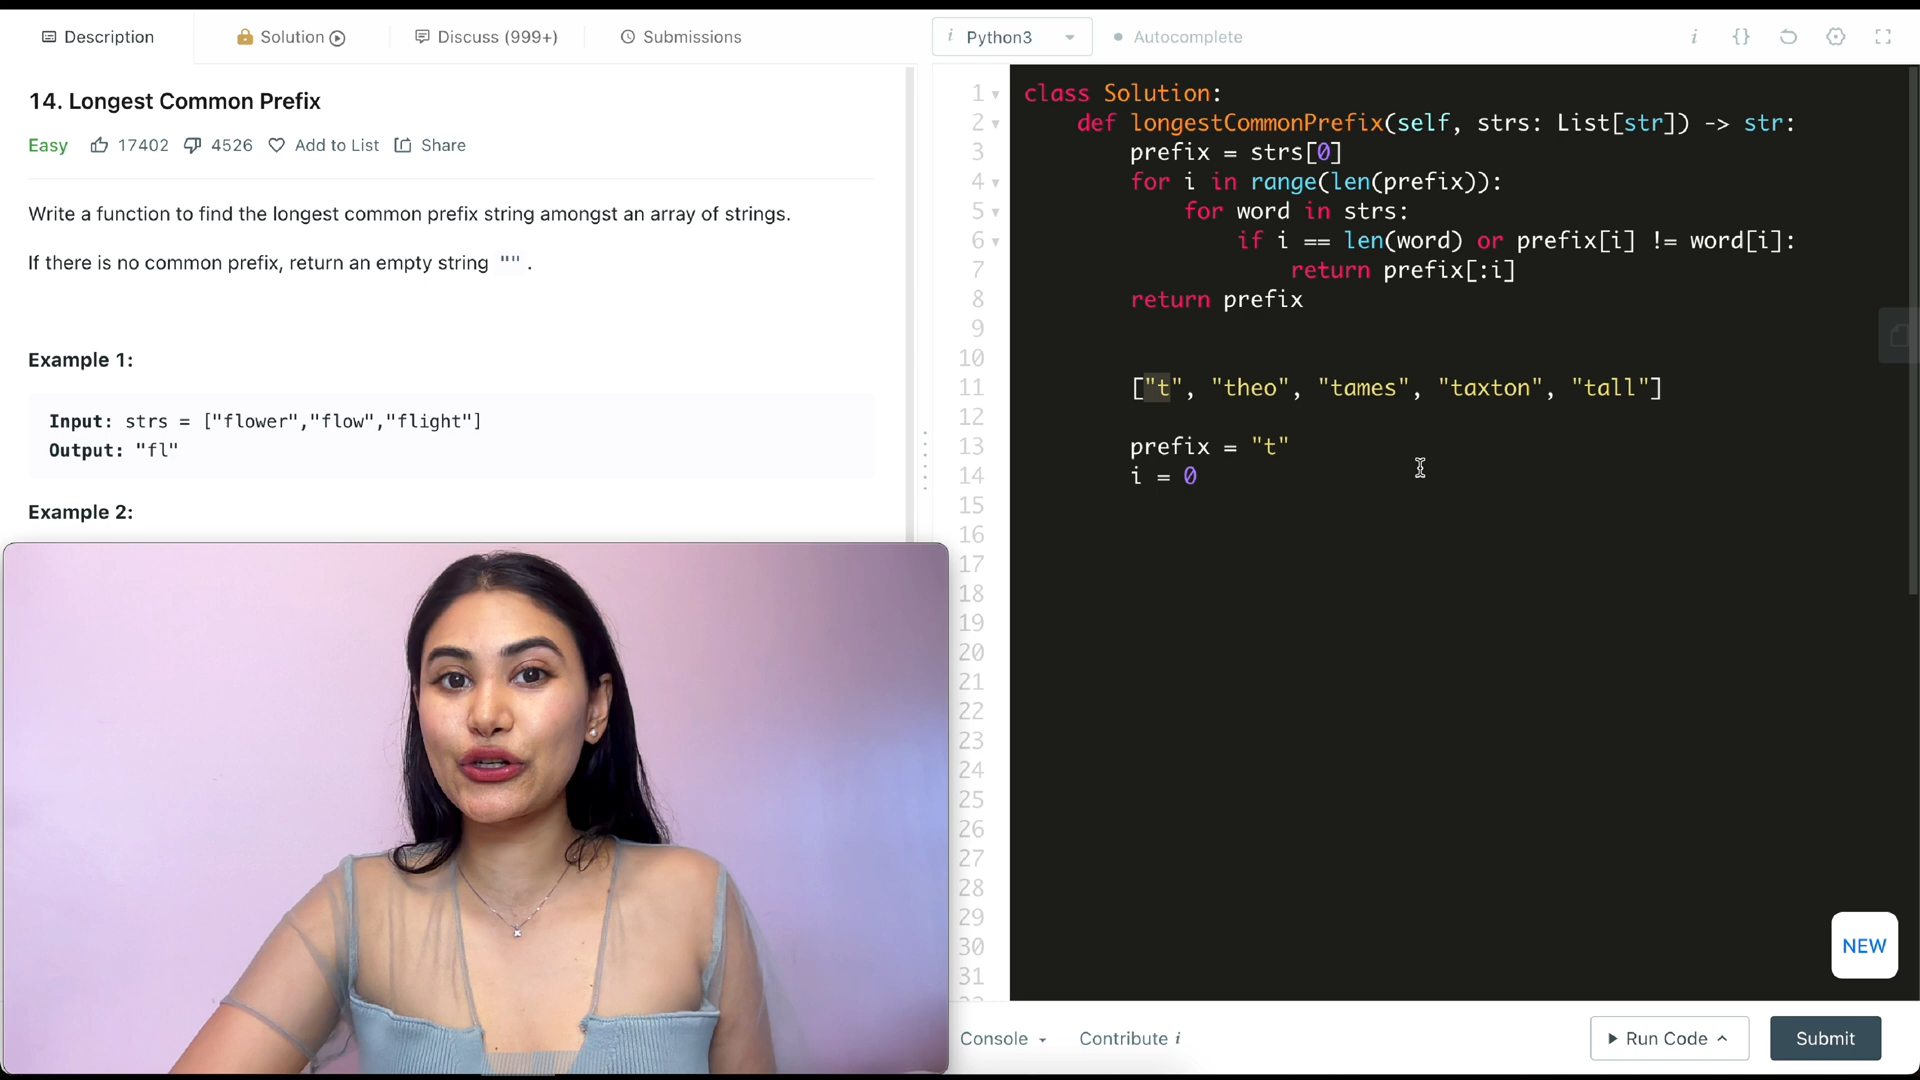 Description
Solution
Discuss (999+)
Submissions
14. Longest Common Prefix
Easy
17402
4526
Add to List
Share
Write a function to find the longest common prefix string amongst an array of strings.
If there is no common prefix, return an empty string "".
Example 1:
Input: strs = ["flower","flow","flight"]
Output: "fl"
Example 2:
i Python3
Autocomplete
i {}
1 class Solution:
2 def longestCommonPrefix(self, strs: List[str]) -> str:
3 prefix = strs[0]
4 for i in range(len(prefix)):
5 for word in strs:
6 if i == len(word) or prefix[i] != word[i]:
7 return prefix[:i]
8 return prefix
9
10
11 ["t", "theo", "tames", "taxton", "tall"]
12
13 prefix = "t"
14 i = 0
15
16
17
18
19
20
21
22
23
24
25
26
27
28
29
30
31
NEW
Console
Contribute i
Run Code
Submit